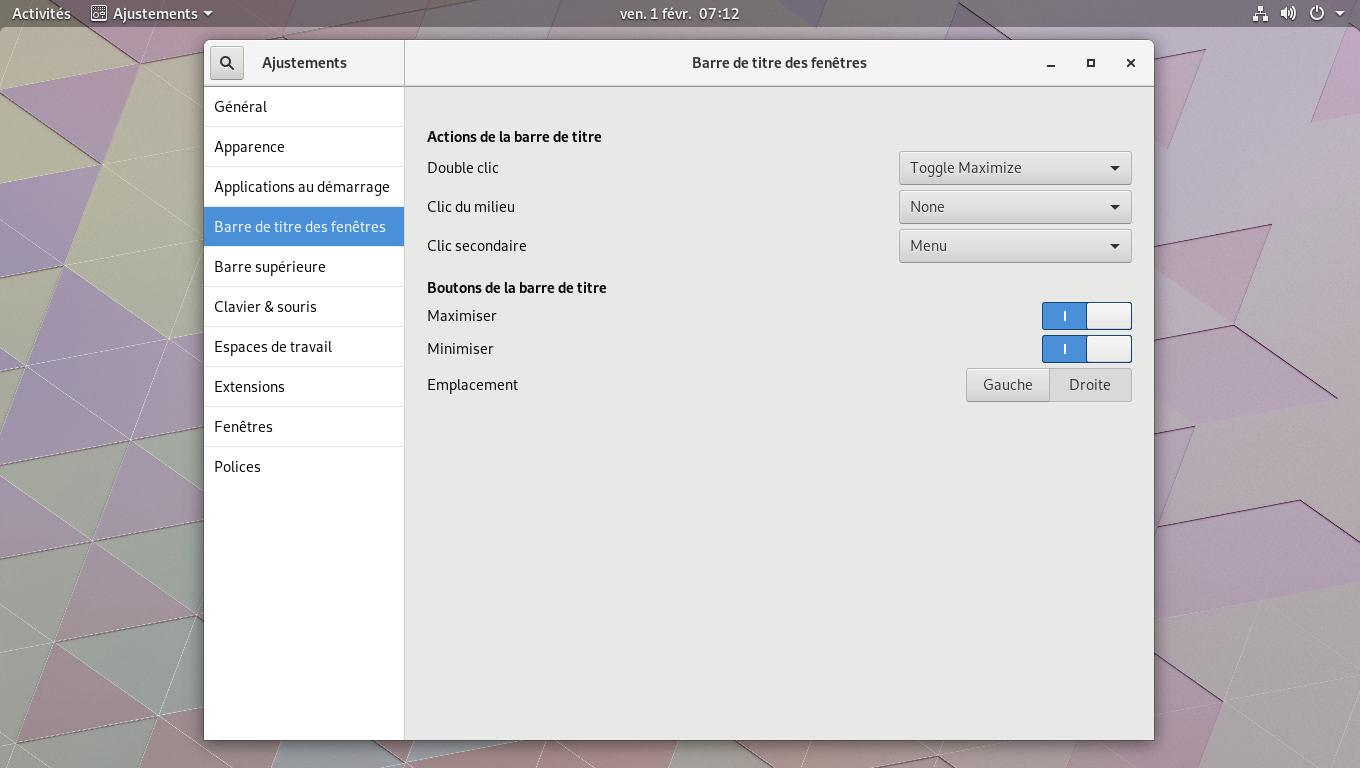 Activités Ajustements ven. 1 févr. 07:12
Ajustements Barre de titre des fenêtres
Général
Apparence
Applications au démarrage
Barre de titre des fenêtres
Barre supérieure
Clavier & souris
Espaces de travail
Extensions
Fenêtres
Polices
Actions de la barre de titre
Double clic Toggle Maximize
Clic du milieu None
Clic secondaire Menu
Boutons de la barre de titre
Maximiser
Minimiser
Emplacement Gauche Droite